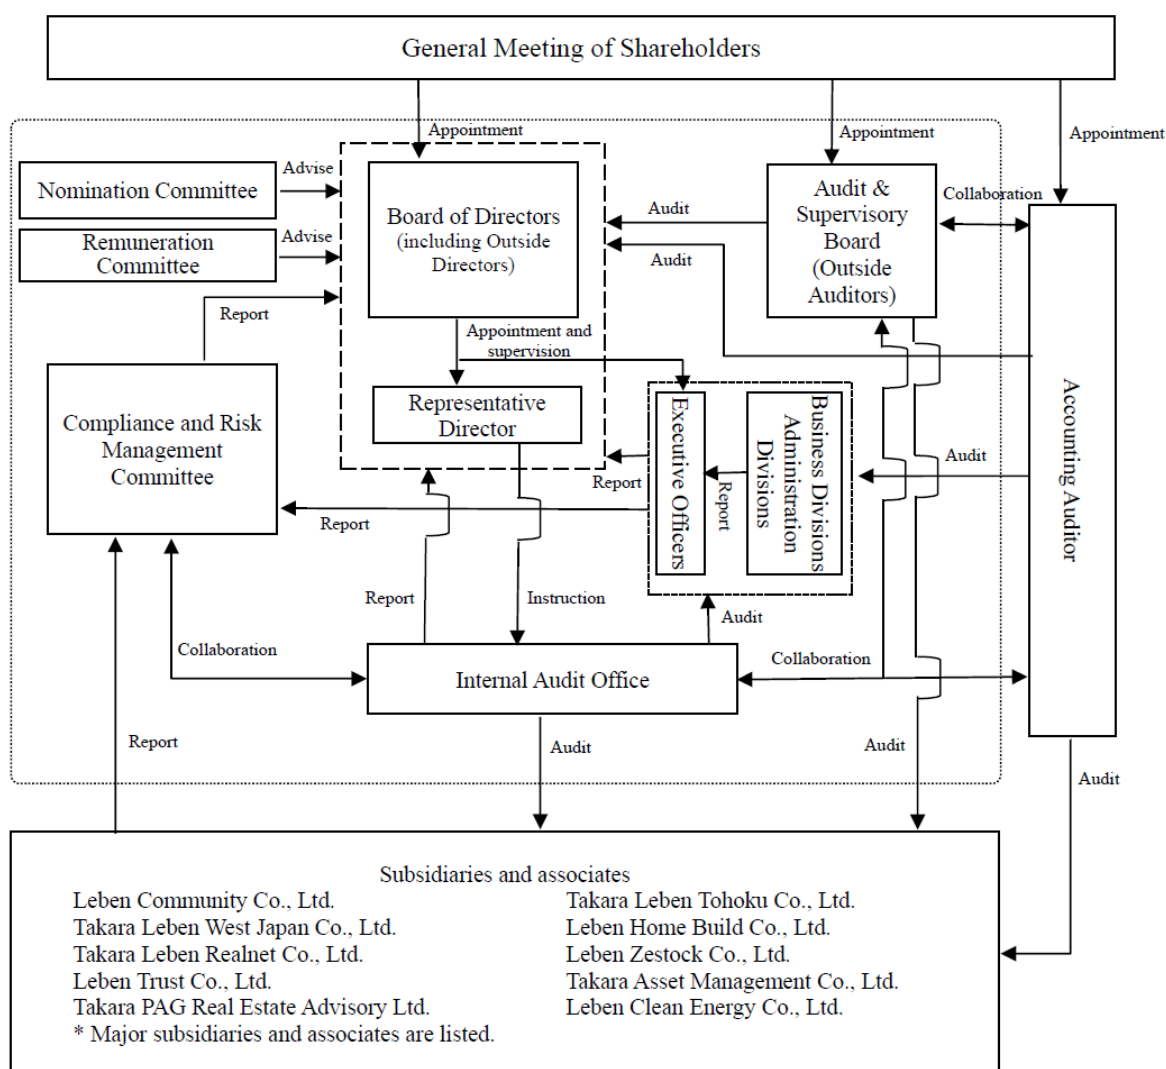 General Meeting of Shareholders
Appointment
Appointment
Appointment
Nomination Committee
Advise
Remuneration
Committee
Advise
Board of Directors
(including Outside
Directors)
Audit
Audit
Audit &
Supervisory
Board
(Outside
Auditors)
Collaboration
Report
Appointment and
supervision
Compliance and Risk
Management
Committee
Representative
Director
Executive Officers
Report
Business Divisions
Administration
Divisions
Report
Audit
Accounting Auditor
Report
Report
Instruction
Audit
Collaboration
Collaboration
Internal Audit Office
Report
Audit
Audit
Audit
Subsidiaries and associates
Leben Community Co., Ltd.
Takara Leben West Japan Co., Ltd.
Takara Leben Realnet Co., Ltd.
Leben Trust Co., Ltd.
Takara PAG Real Estate Advisory Ltd.
* Major subsidiaries and associates are listed.
Takara Leben Tohoku Co., Ltd.
Leben Home Build Co., Ltd.
Leben Zestock Co., Ltd.
Takara Asset Management Co., Ltd.
Leben Clean Energy Co., Ltd.